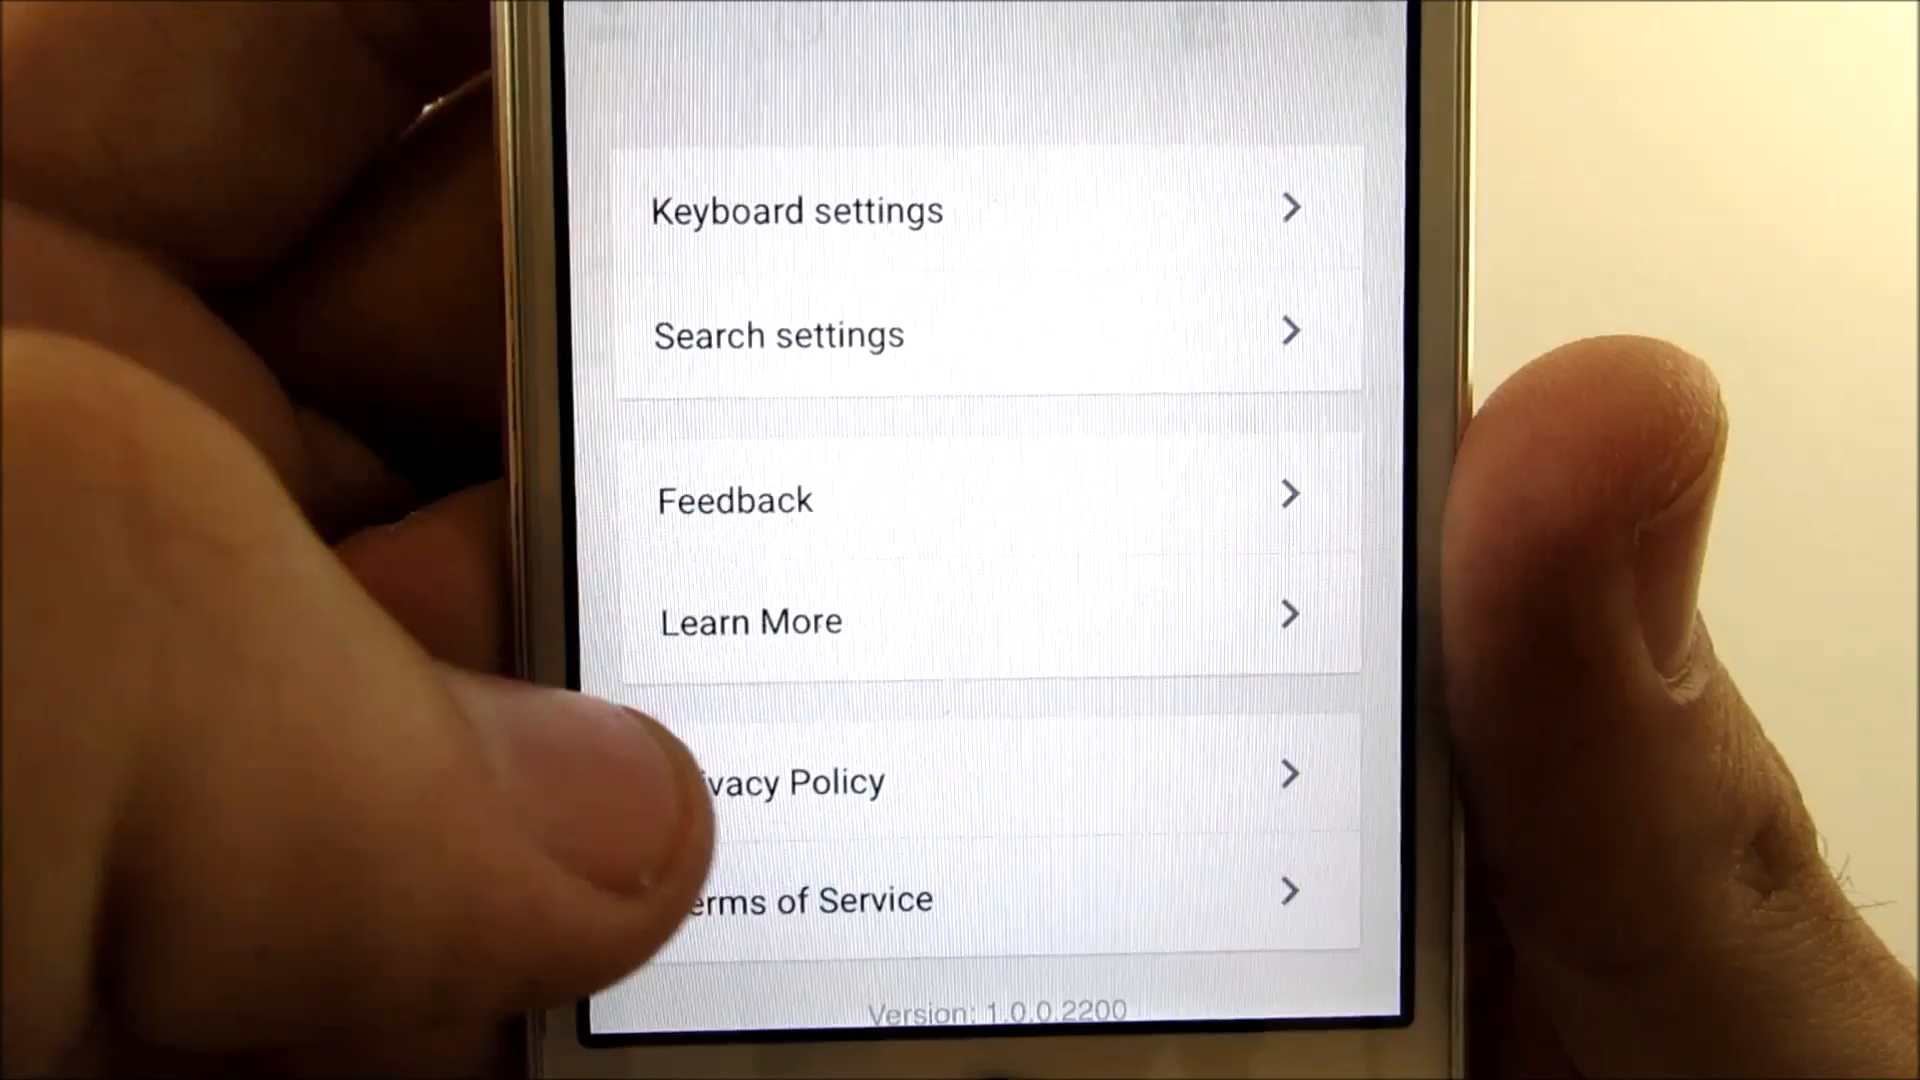 Keyboard settings
Search settings
Feedback
Learn More
ivacy Policy
erms of Service
Version: 1.0.0.2200